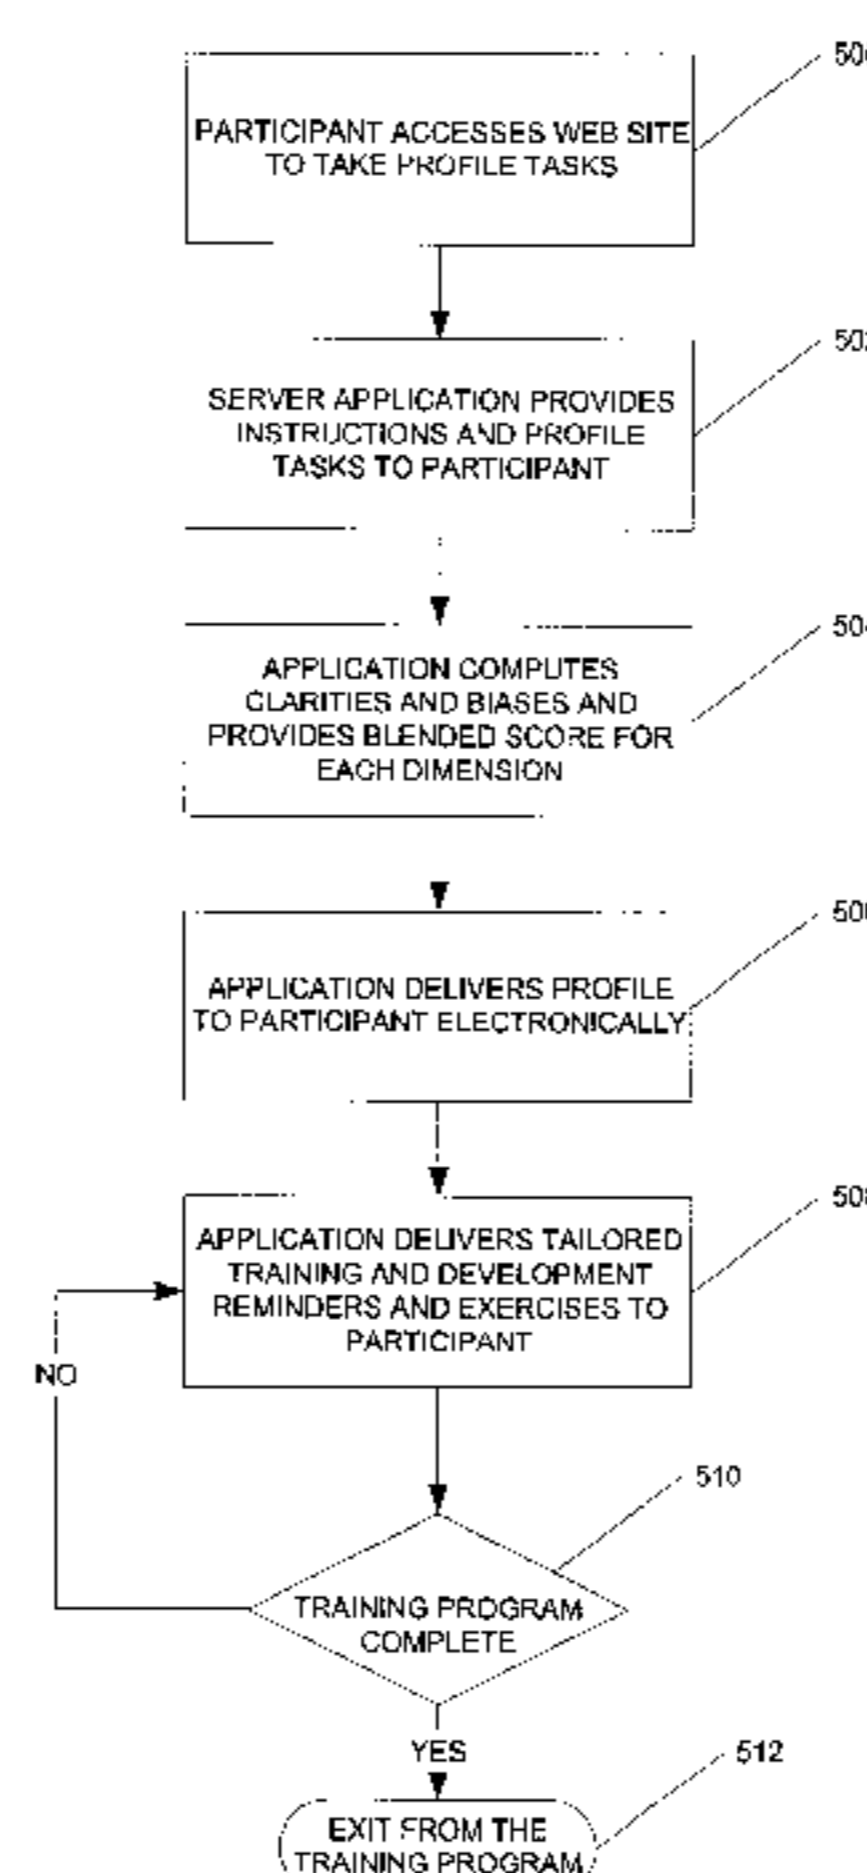 PARTICIPANT ACCESSES WEB SITE
TO TAKE PROFILE TASKS
SERVER APPLICATION PROVIDES
INSTRUCTIONS AND PROFILE
TASKS TO PARTICIPANT
APPLICATION COMPUTES
CLARITIES AND BIASES AND
PROVIDES BLENDED SCORE FOR
EACH DIMENSION
APPLICATION DELIVERS PROFILE
TO PARTICIPANT ELECTRONICALLY
APPLICATION DELIVERS TAILORED
TRAINING AND DEVELOPMENT
REMINDERS AND EXERCISES TO
PARTICIPANT
NO
510
TRAINING PROGRAM
COMPLETE
YES
512
EXIT FROM THE
TRAINING PROGRAM